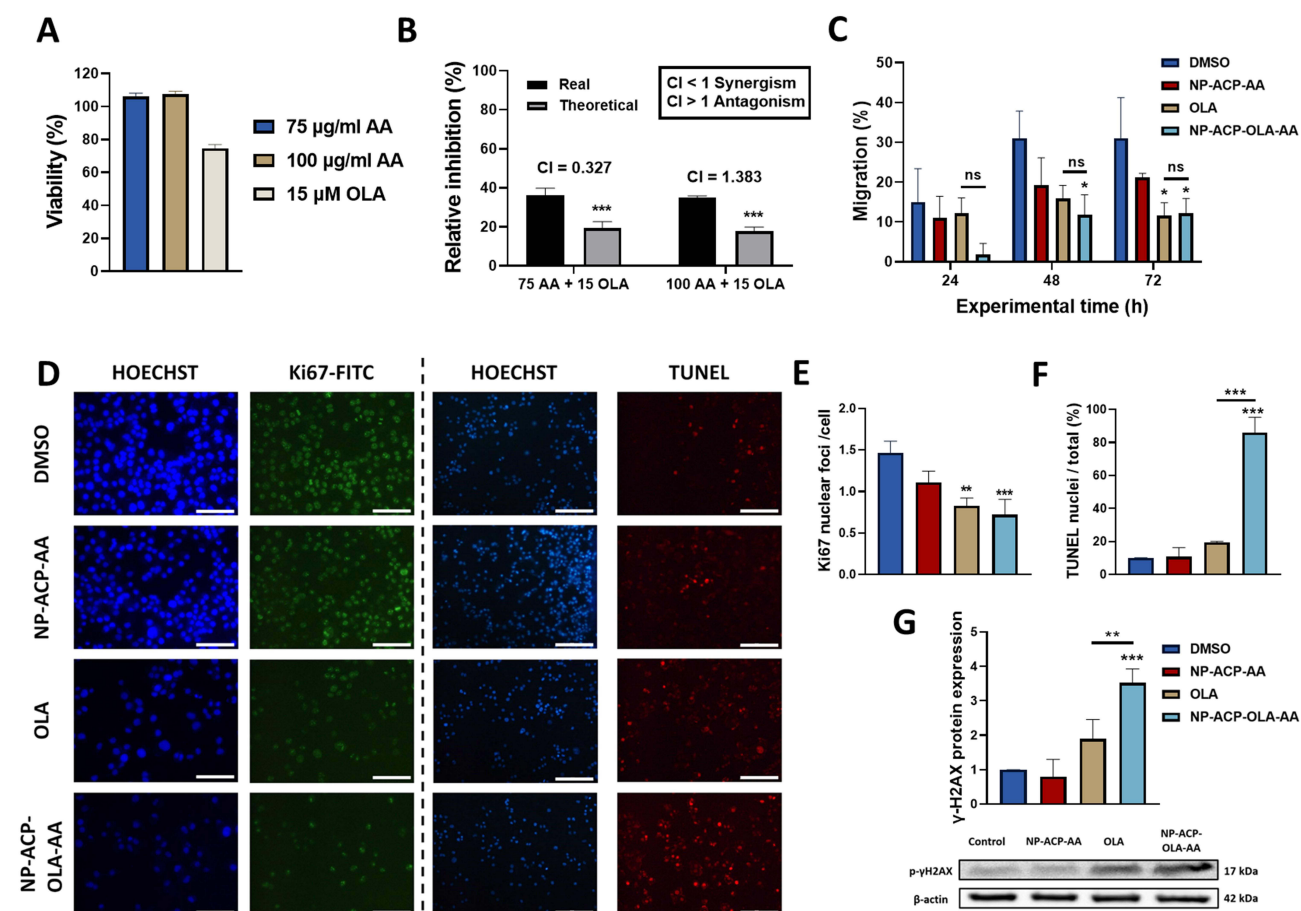 A
120
100
80
60
40
20
0
Viability (%)
75 µg/ml AA
100 µg/ml AA
15 µM OLA
B
100
80
60
40
20
0
Relative inhibition (%)
Real
Theoretical
CI < 1 Synergism
CI > 1 Antagonism
CI = 0.327
CI = 1.383
***
***
75 AA + 15 OLA
100 AA + 15 OLA
C
50
40
30
20
10
0
Migration (%)
DMSO
NP-ACP-AA
OLA
NP-ACP-OLA-AA
ns
ns
*
ns
*
*
24
48
72
Experimental time (h)
D
HOECHST
Ki67-FITC
HOECHST
TUNEL
DMSO
NP-ACP-AA
OLA
NP-ACP-
OLA-AA
E
2.0
1.5
1.0
0.5
0.0
Ki67 nuclear foci /cell
**
***
F
100
80
60
40
20
0
TUNEL nuclei / total (%)
***
***
G
5
4
3
2
1
0
γ-H2AX protein expression
**
***
DMSO
NP-ACP-AA
OLA
NP-ACP-OLA-AA
Control
NP-ACP-AA
OLA
NP-ACP-
OLA-AA
p-γH2AX
17 kDa
β-actin
42 kDa